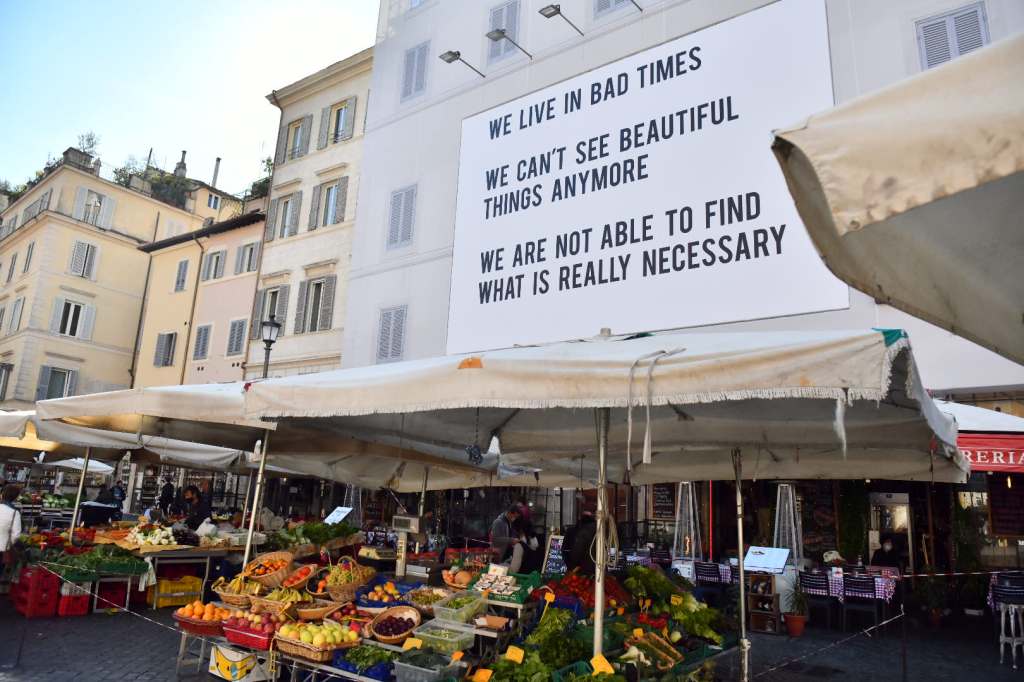 WE LIVE IN BAD TIMES
WE CAN'T SEE BEAUTIFUL
THINGS ANYMORE
WE ARE NOT ABLE TO FIND
WHAT IS REALLY NECESSARY
RERIA